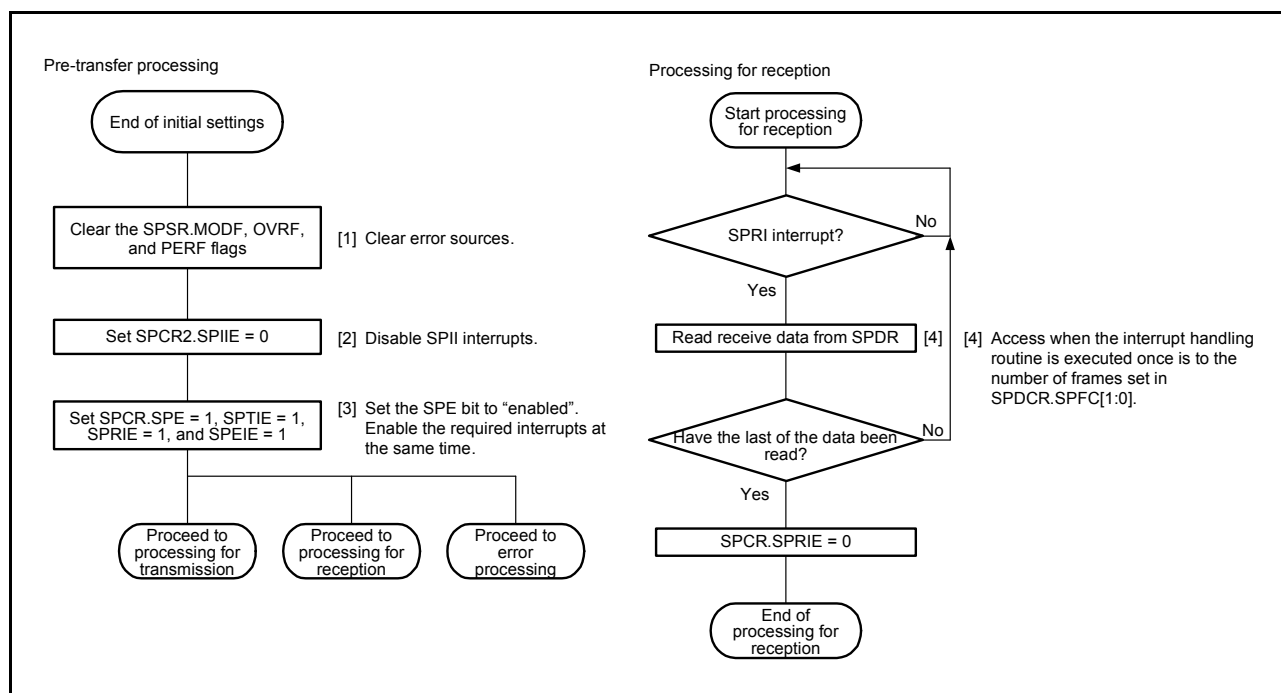 Pre-transfer processing
End of initial settings
Clear the SPSR.MODF, OVRF,
and PERF flags
[1] Clear error sources.
Set SPCR2.SPIIE = 0
[2] Disable SPII interrupts.
Set SPCR.SPE = 1, SPTIE = 1,
SPRIE = 1, and SPEIE = 1
[3] Set the SPE bit to “enabled”.
Enable the required interrupts at
the same time.
Proceed to
processing for
transmission
Proceed to
processing for
reception
Proceed to
error
processing
Processing for reception
Start processing
for reception
SPRI interrupt?
No
Yes
Read receive data from SPDR
[4]
[4] Access when the interrupt handling
routine is executed once is to the
number of frames set in
SPDCR.SPFC[1:0].
Have the last of the data been
read?
No
Yes
SPCR.SPRIE = 0
End of
processing for
reception